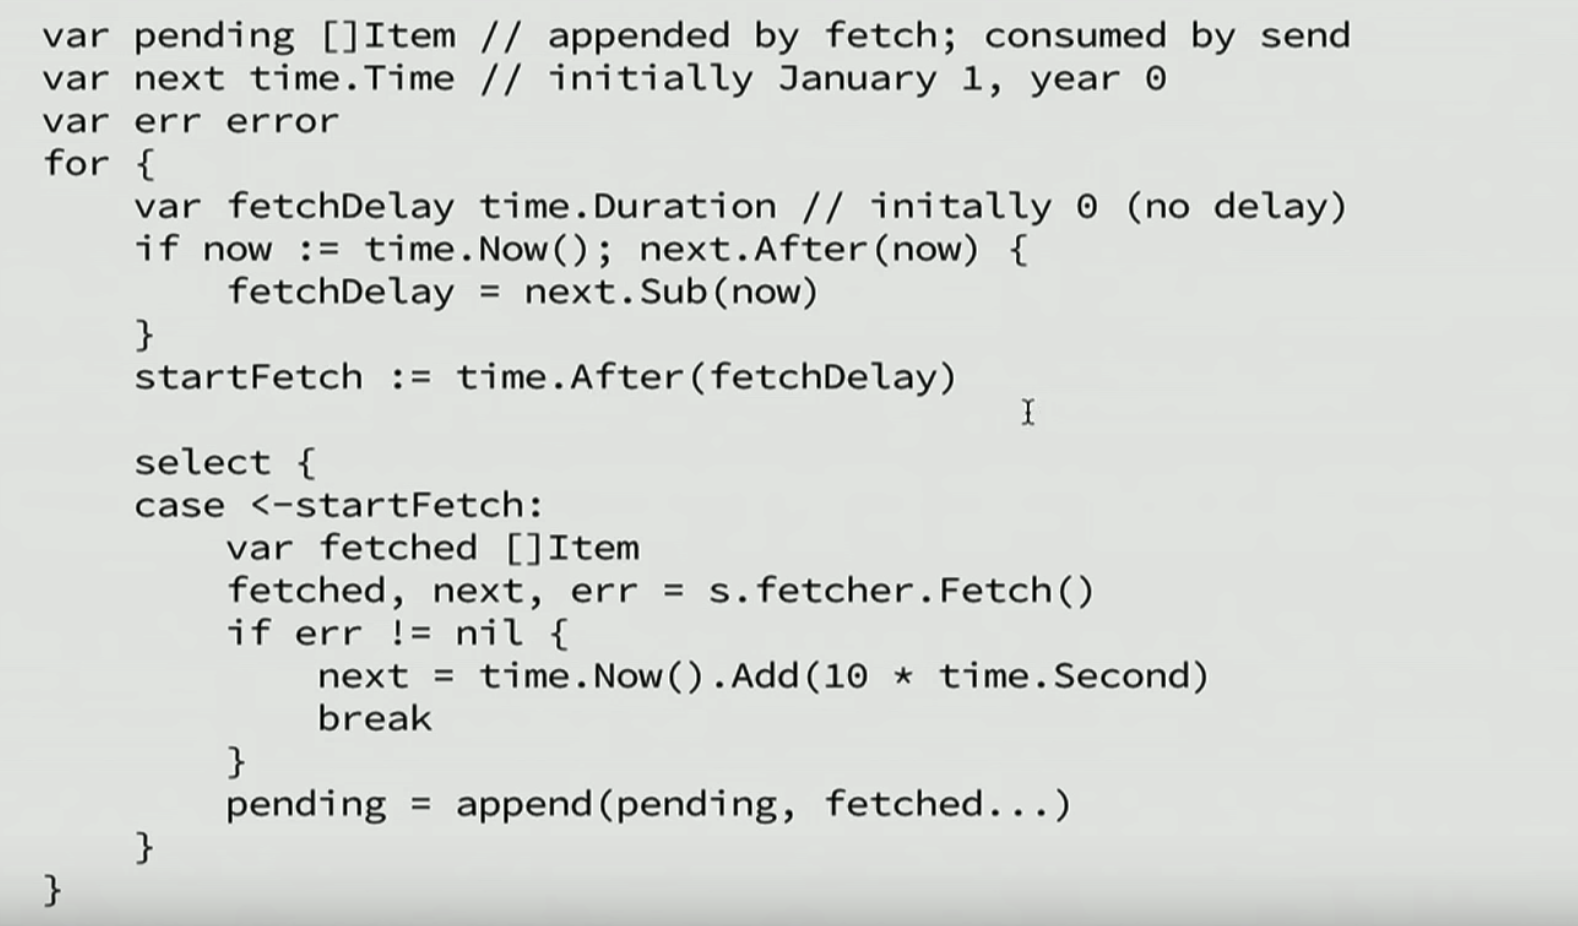 var pending []Item // appended by fetch; consumed by send
var next time.Time // initially January 1, year 0
var err error
for {
    var fetchDelay time.Duration // initally 0 (no delay)
    if now := time.Now(); next.After(now) {
        fetchDelay = next.Sub(now)
    }
    startFetch := time.After(fetchDelay)

    select {
    case <-startFetch:
        var fetched []Item
        fetched, next, err = s.fetcher.Fetch()
        if err != nil {
            next = time.Now().Add(10 * time.Second)
            break
        }
        pending = append(pending, fetched...)
    }
}